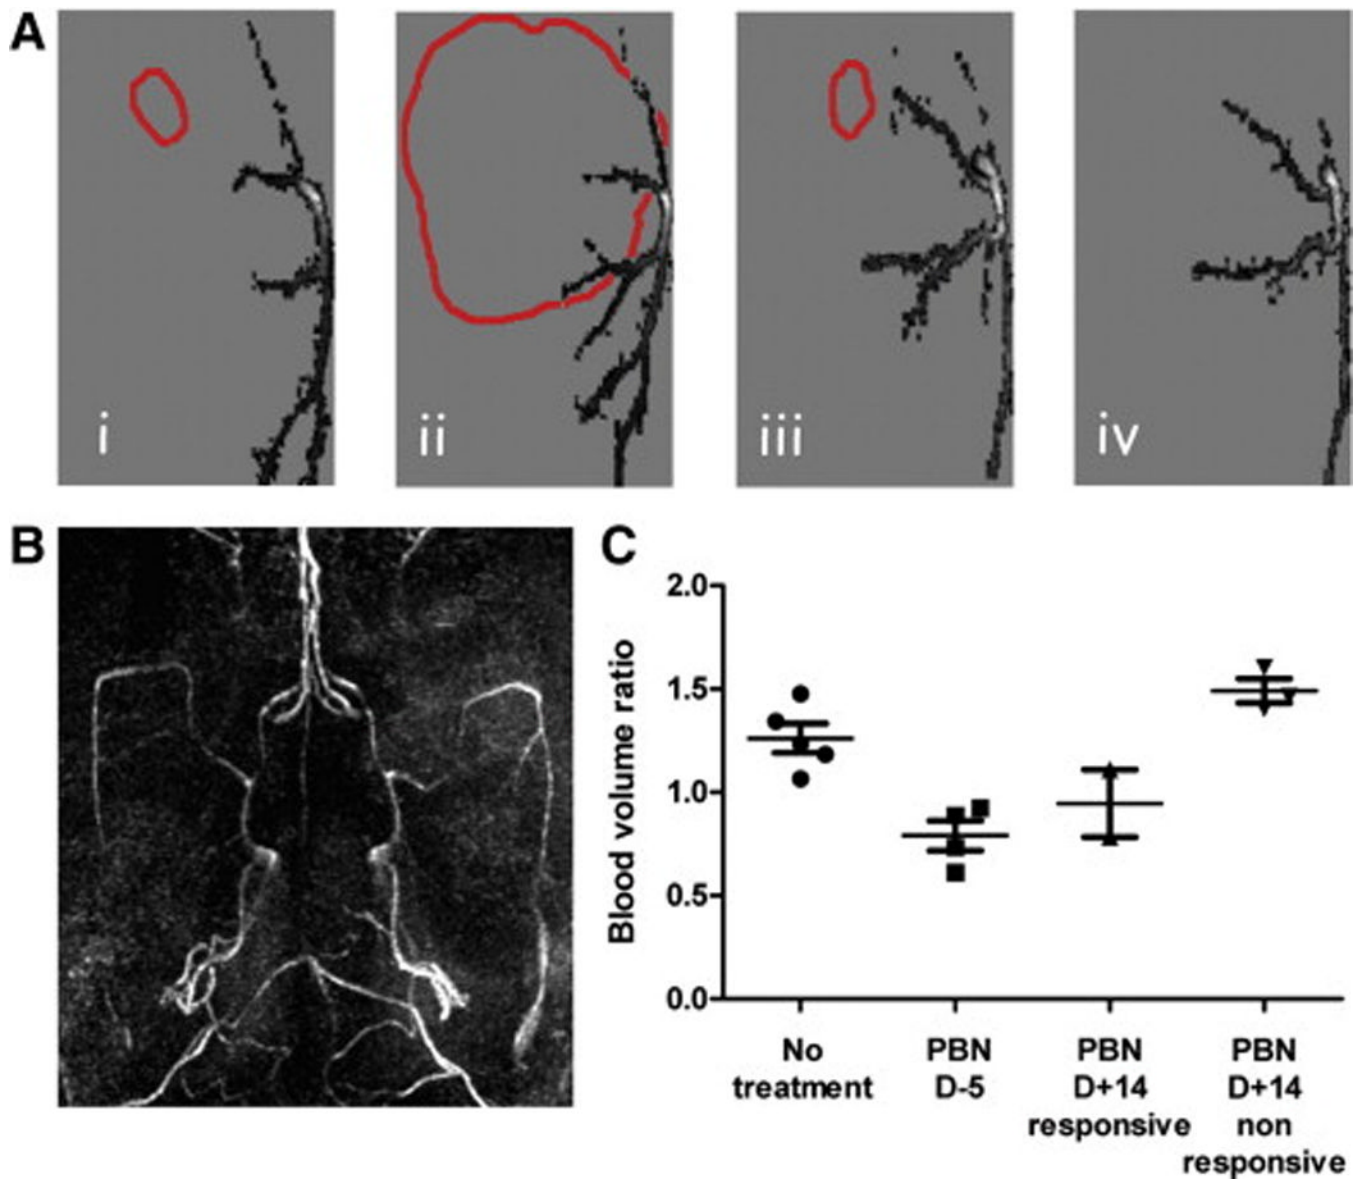 A
i
ii
iii
iv
B
C
Blood volume ratio
2.0
1.5
1.0
0.5
0.0
No
treatment
PBN
D-5
PBN
D+14
responsive
PBN
D+14
non
responsive